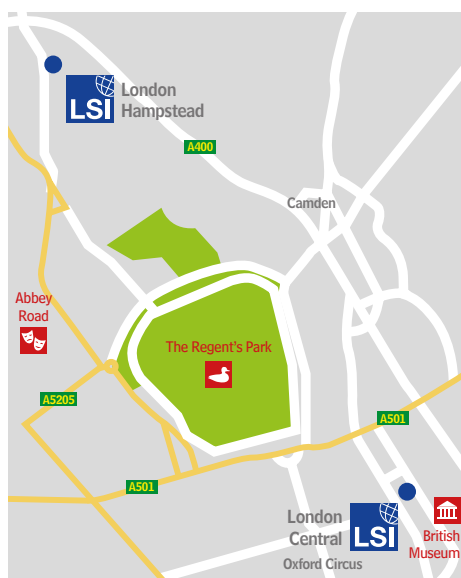 LSI
London
Hampstead
A400
Camden
Abbey
Road
The Regent's Park
A5205
A501
A501
London
Central
LSI
Oxford Circus
British
Museum